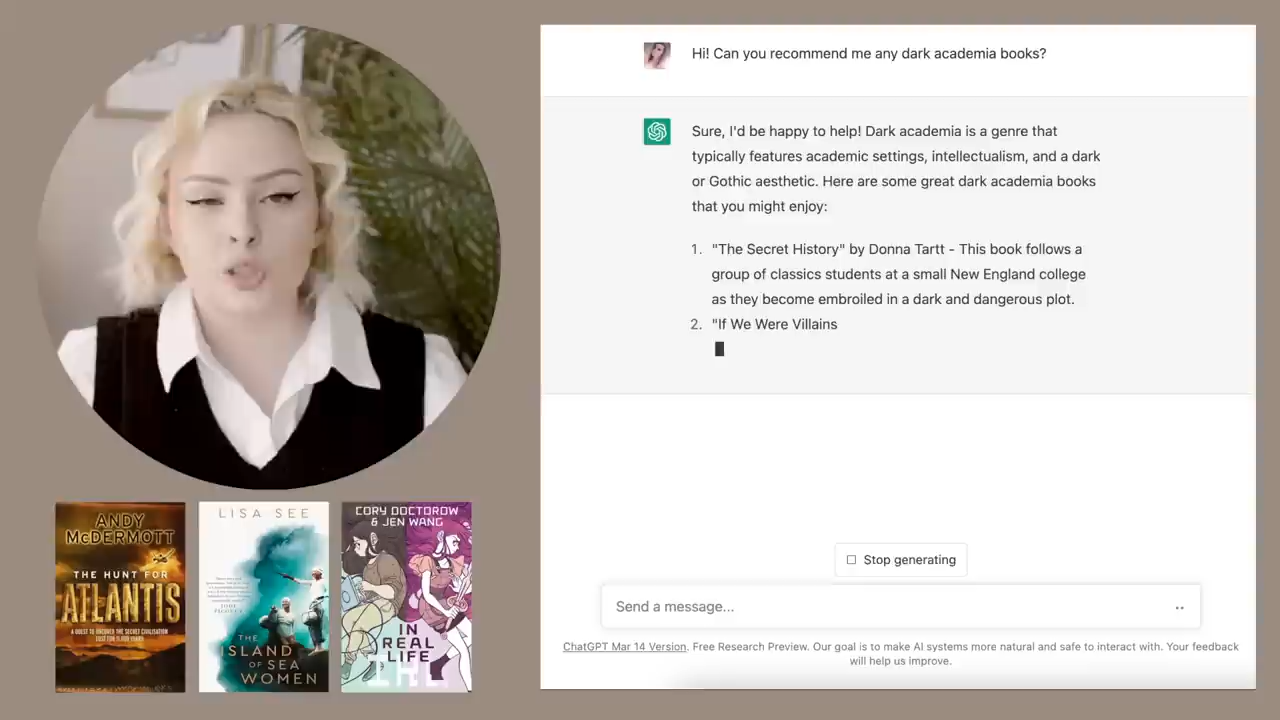 Hi! Can you recommend me any dark academia books?
Sure, I'd be happy to help! Dark academia is a genre that
typically features academic settings, intellectualism, and a dark
or Gothic aesthetic. Here are some great dark academia books
that you might enjoy:
1. "The Secret History" by Donna Tartt - This book follows a
group of classics students at a small New England college
as they become embroiled in a dark and dangerous plot.
2. "If We Were Villains
Stop generating
Send a message...
ChatGPT Mar 14 Version. Free Research Preview. Our goal is to make AI systems more natural and safe to interact with. Your feedback
will help us improve.
ANDY
McDERMOTT
THE HUNT FOR
ATLANTIS
A QUEST TO UNCOVER THE SECRET CIVILISATION
LISA SEE
THE
ISLAND
OF SEA
WOMEN
CORY DOCTOROW
& JEN WANG
IN
REAL
LIFE